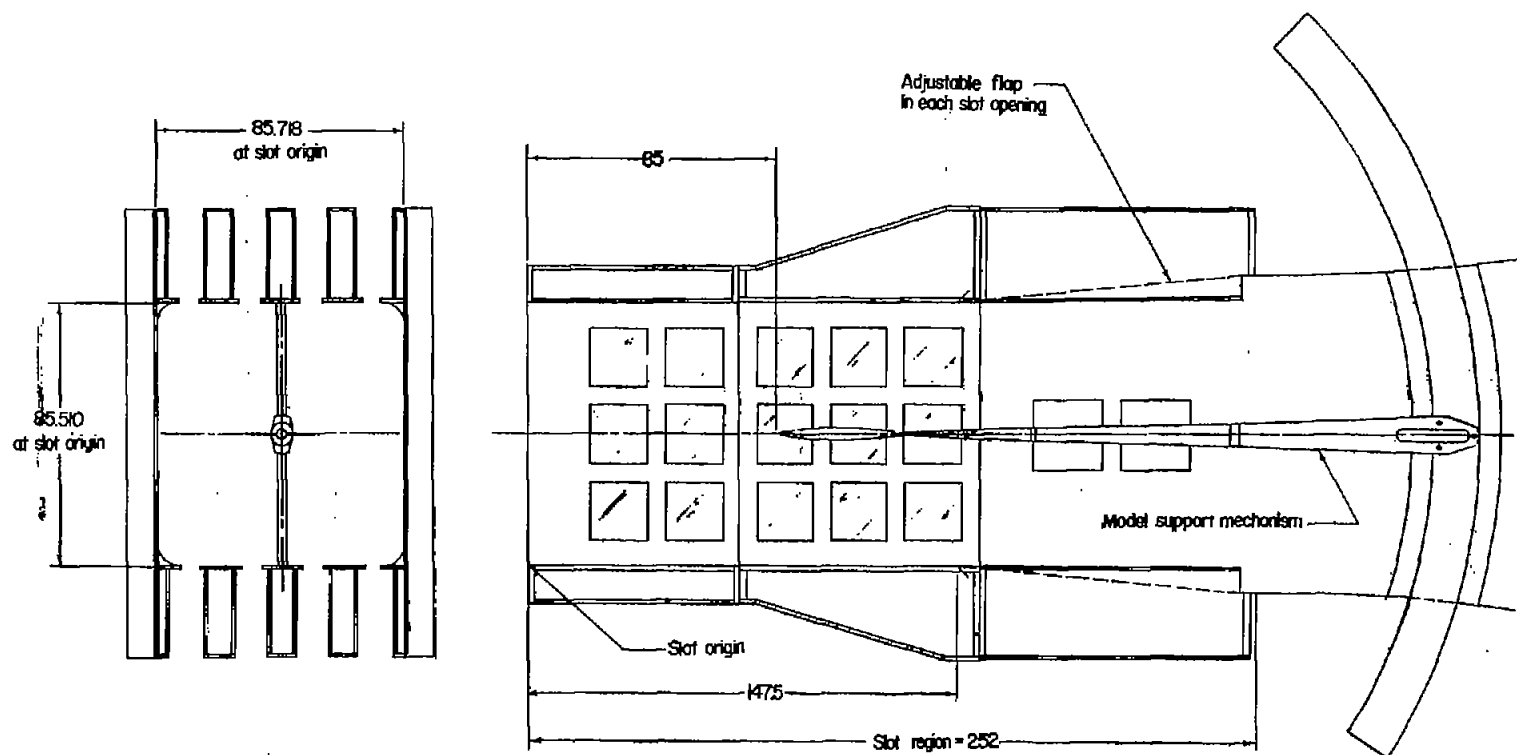 Adjustable flap
in each slot opening
85.718
at slot origin
85
85.510
at slot origin
Model support mechanism
Slot origin
147.5
Slot region = 252